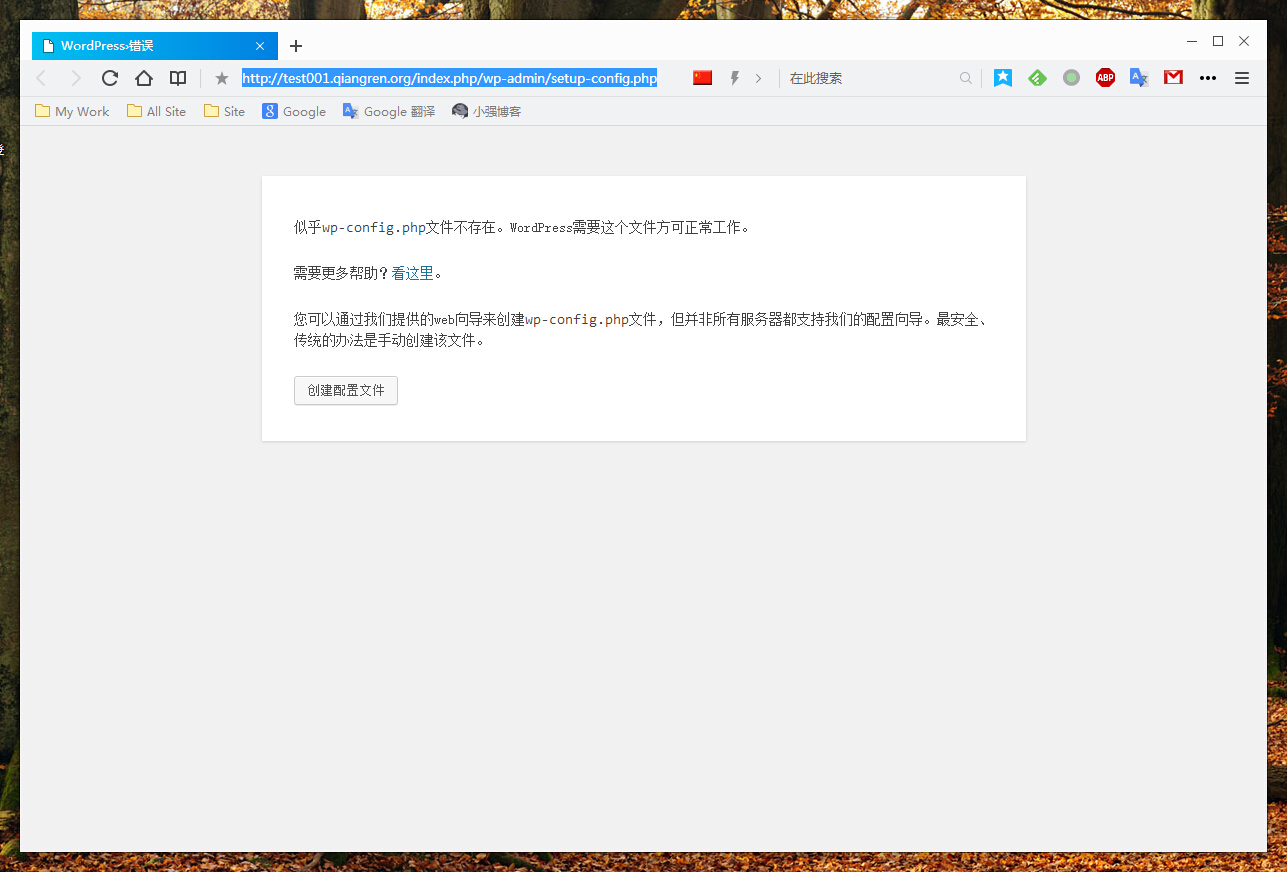 WordPress›错误
http://test001.qiangren.org/index.php/wp-admin/setup-config.php
在此搜索
ABP
My Work
All Site
Site
Google
Google 翻译
小强博客
似乎wp-config.php文件不存在。WordPress需要这个文件方可正常工作。
需要更多帮助？看这里。
您可以通过我们提供的web向导来创建wp-config.php文件，但并非所有服务器都支持我们的配置向导。最安全、
传统的办法是手动创建该文件。
创建配置文件